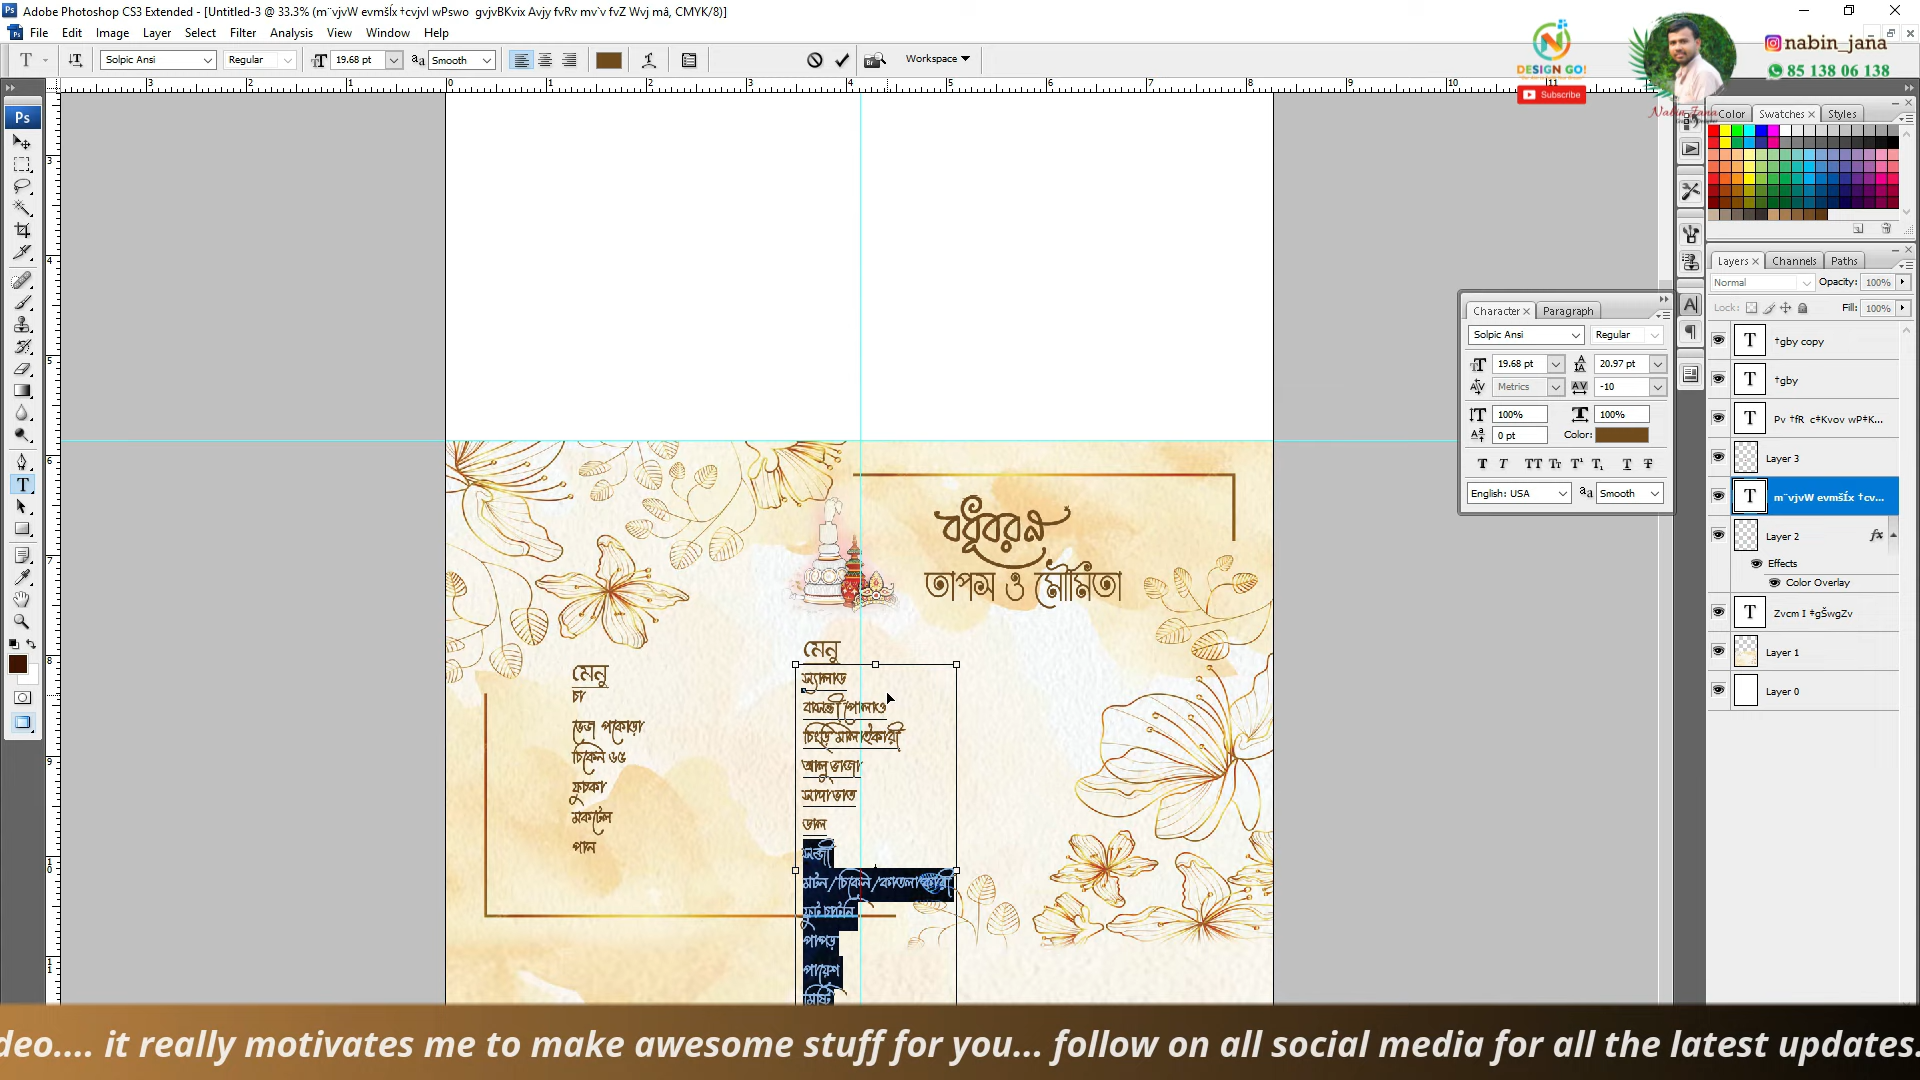 Adobe Photoshop CS3 Extended - [Untitled-3 @ 33.3% (m¨vjvW evmšÍx †cvjvI wPswo gvjvBKvix Avjy fvRv mv`v fvZ Wvj mâ, CMYK/8)]
File Edit Image Layer Select Filter Analysis View Window Help
Solpic Ansi Regular 19.68 pt Smooth Workspace
DESIGN GO!
Subscribe
Nabin Jana
nabin_jana
85 138 06 138
Color Swatches Styles
Layers Channels Paths
Normal Opacity: 100%
Lock: Fill: 100%
†gby copy
†gby
Pv †fR c‡Kvov wP‡K...
Layer 3
m¨vjvW evmšÍx †cv...
Layer 2 fx
Effects
Color Overlay
Zvcm I ‡gŠwgZv
Layer 1
Layer 0
Character Paragraph
Solpic Ansi Regular
19.68 pt 20.97 pt
Metrics -10
100% 100%
0 pt Color:
English: USA Smooth
বধূবরন
তাপস ও মৌমিতা
মেনু
চা
ভেজ পকোড়া
চিকেন ৬৫
ফুচকা
মকটেল
পান
মেনু
স্যালাড
বাসন্তী পোলাও
চিংড়ি মালাইকারী
আলু ভাজা
সাদা ভাত
ডাল
সব্জী
মটন / চিকেন / কাতলা কারী
ফ্রুট চাটনি
পাপড়
পায়েশ
মিষ্টি
deo.... it really motivates me to make awesome stuff for you... follow on all social media for all the latest updates.